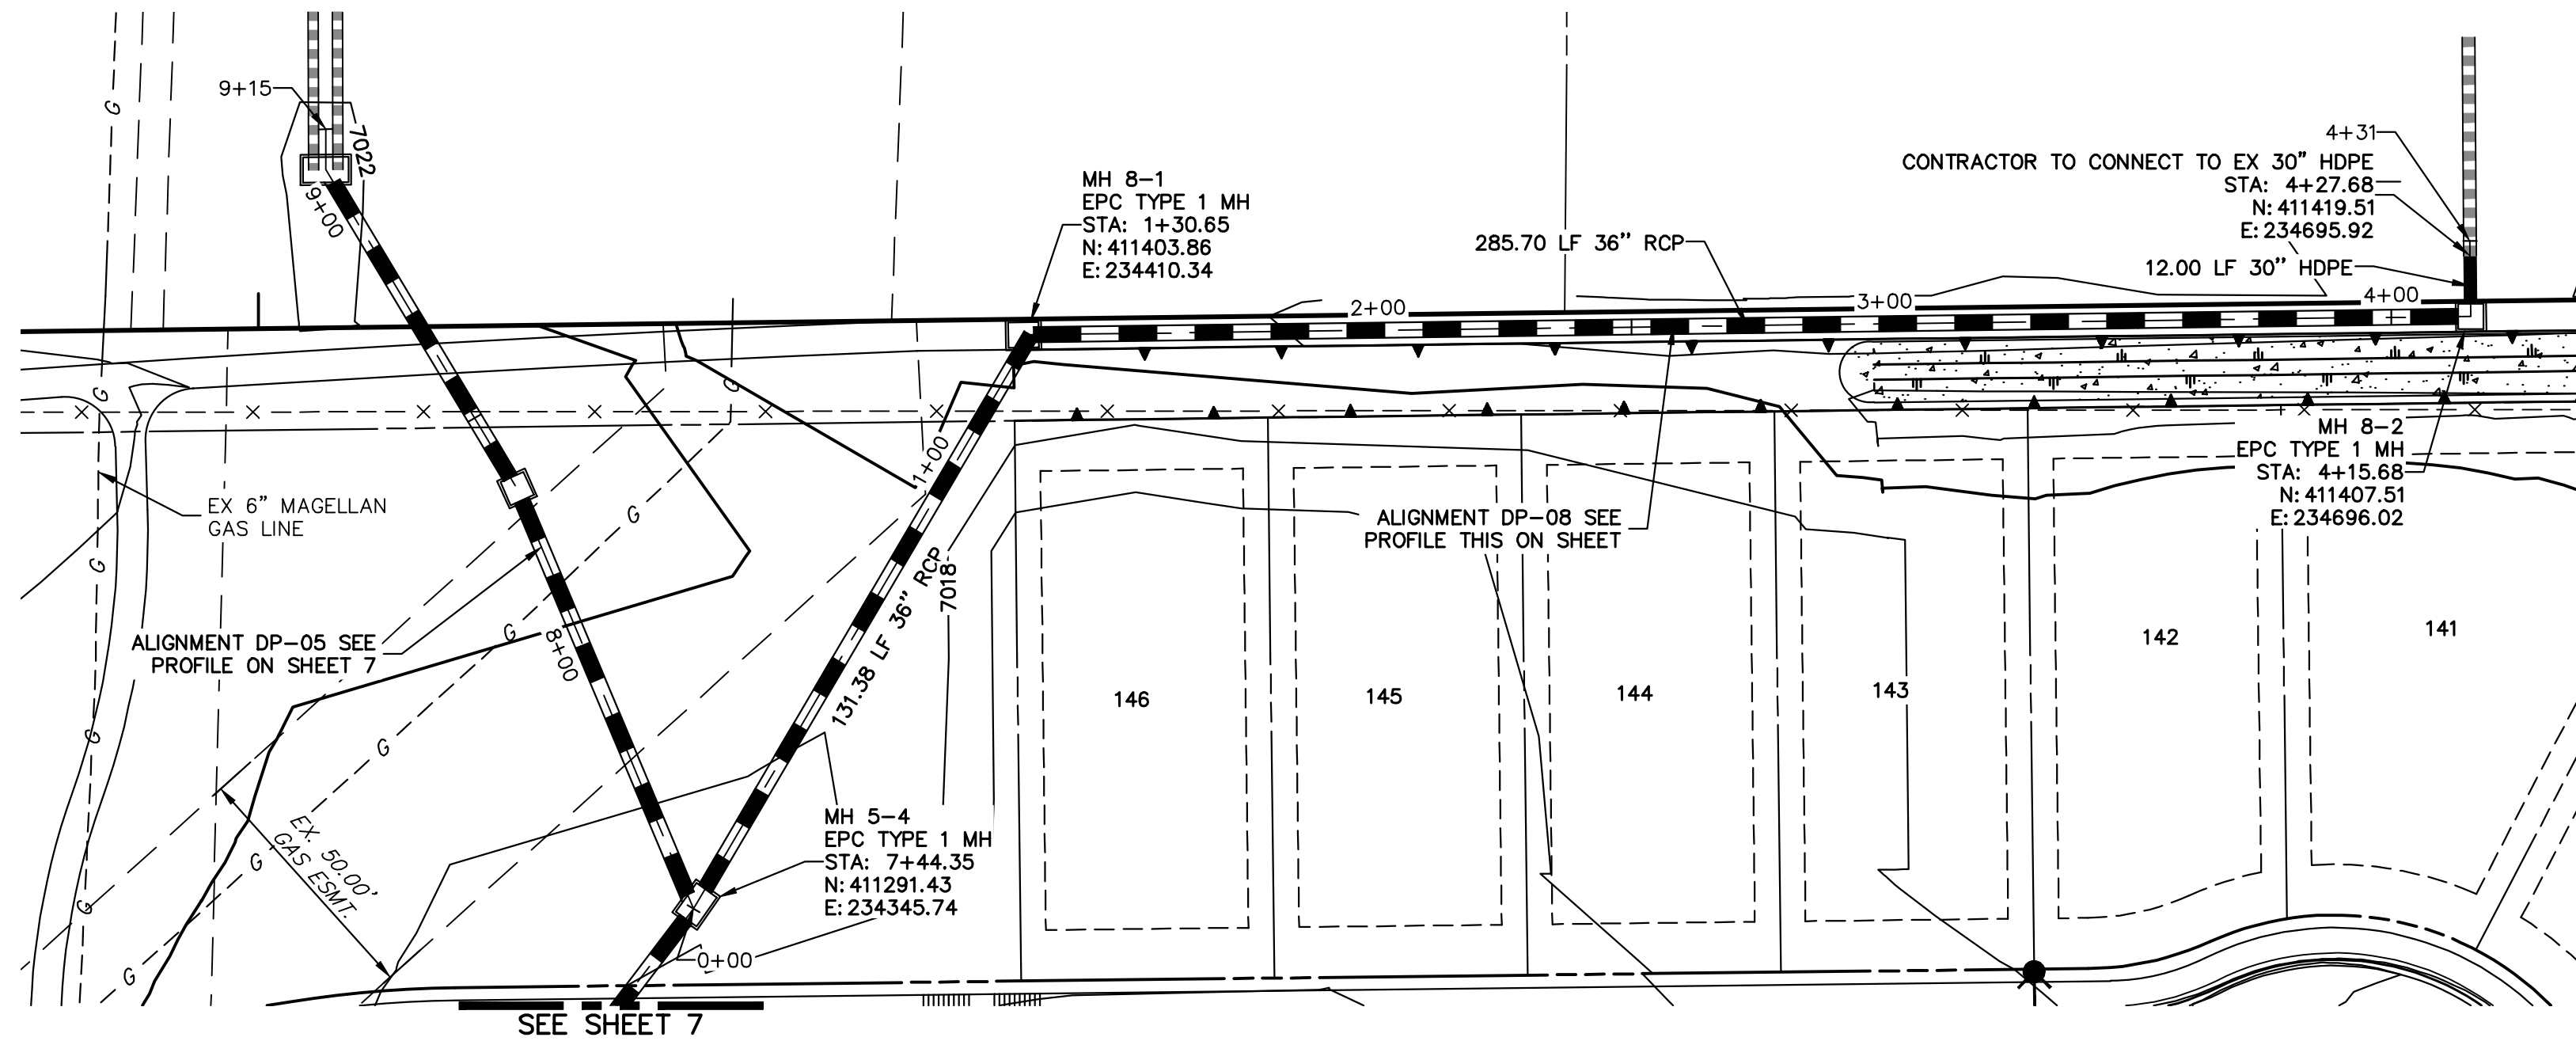 9+15
7022
9+00
G
MH 8-1
EPC TYPE 1 MH
STA: 1+30.65
N: 411403.86
E: 234410.34
285.70 LF 36" RCP
4+31
CONTRACTOR TO CONNECT TO EX 30" HDPE
STA: 4+27.68
N: 411419.51
E: 234695.92
12.00 LF 30" HDPE
2+00
3+00
4+00
G
G
MH 8-2
EPC TYPE 1 MH
STA: 4+15.68
N: 411407.51
E: 234696.02
1+00
EX 6" MAGELLAN
GAS LINE
G
G
ALIGNMENT DP-08 SEE
PROFILE THIS ON SHEET
7018
131.38 LF 36" RCP
ALIGNMENT DP-05 SEE
PROFILE ON SHEET 7
G
8+00
146
145
144
143
142
141
G
G
MH 5-4
EPC TYPE 1 MH
STA: 7+44.35
N: 411291.43
E: 234345.74
EX. 50.00'
GAS ESMT.
G
G
G
0+00
SEE SHEET 7